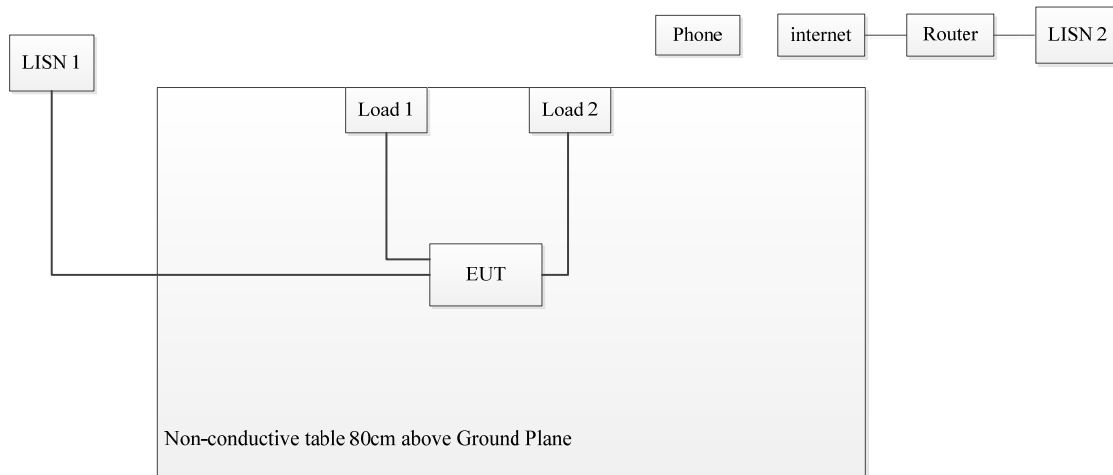 Phone
internet
Router
LISN 2
LISN 1
Load 1
Load 2
EUT
Non-conductive table 80cm above Ground Plane